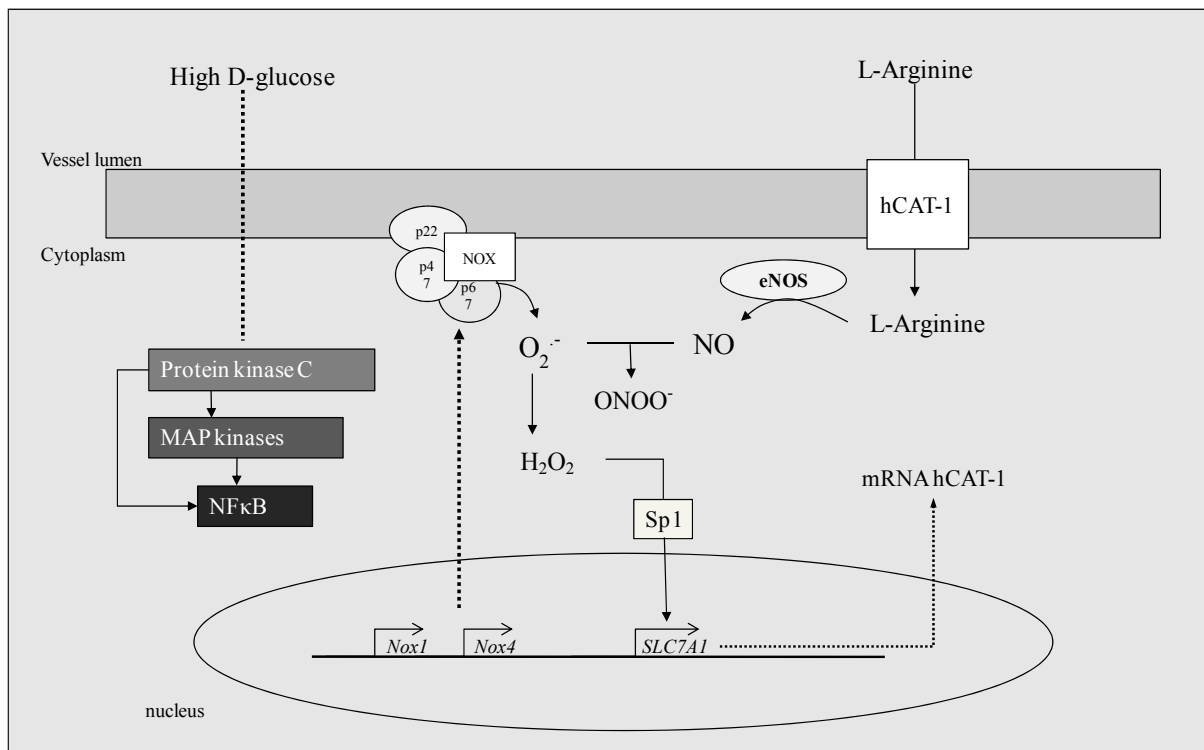 High D-glucose
L-Arginine
Vessel lumen
hCAT-1
p22
Cytoplasm
NOX
p4
7
p6
7
eNOS
L-Arginine
O₂·⁻
NO
Protein kinase C
ONOO⁻
MAP kinases
H₂O₂
mRNA hCAT-1
NFκB
Sp1
Nox1
Nox4
SLC7A1
nucleus